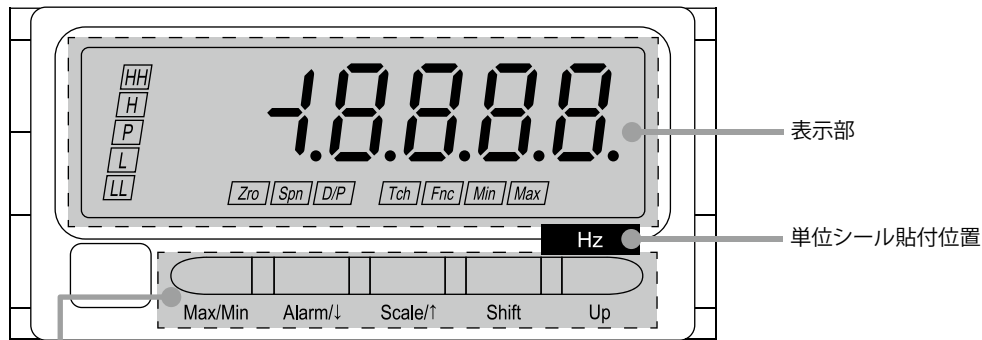 HH
H
P
L
LL
-1.8.8.8.8.
Zro Spn D/P Tch Fnc Min Max
表示部
Hz
単位シール貼付位置
Max/Min Alarm/↓ Scale/↑ Shift Up